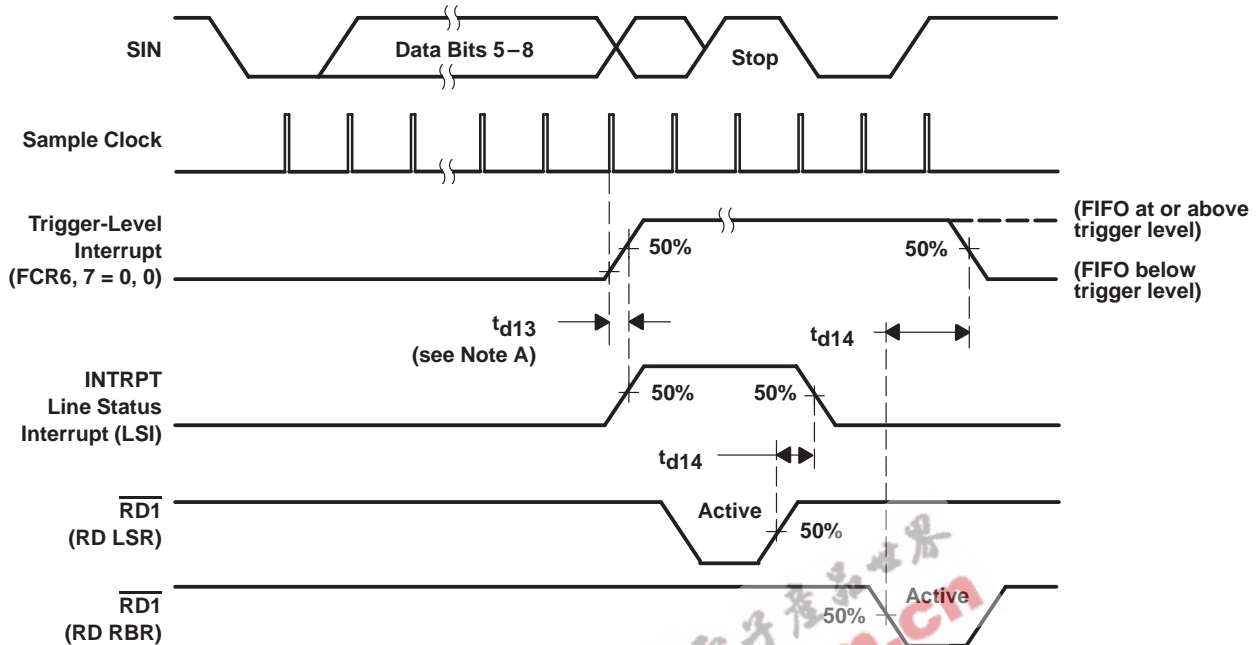 SIN
Data Bits 5–8
Stop
Sample Clock
Trigger-Level
Interrupt
(FCR6, 7 = 0, 0)
50%
50%
(FIFO at or above
trigger level)
(FIFO below
trigger level)
td13
(see Note A)
td14
INTRPT
Line Status
Interrupt (LSI)
50%
50%
td14
RD1
(RD LSR)
Active
50%
RD1
(RD RBR)
50%
Active